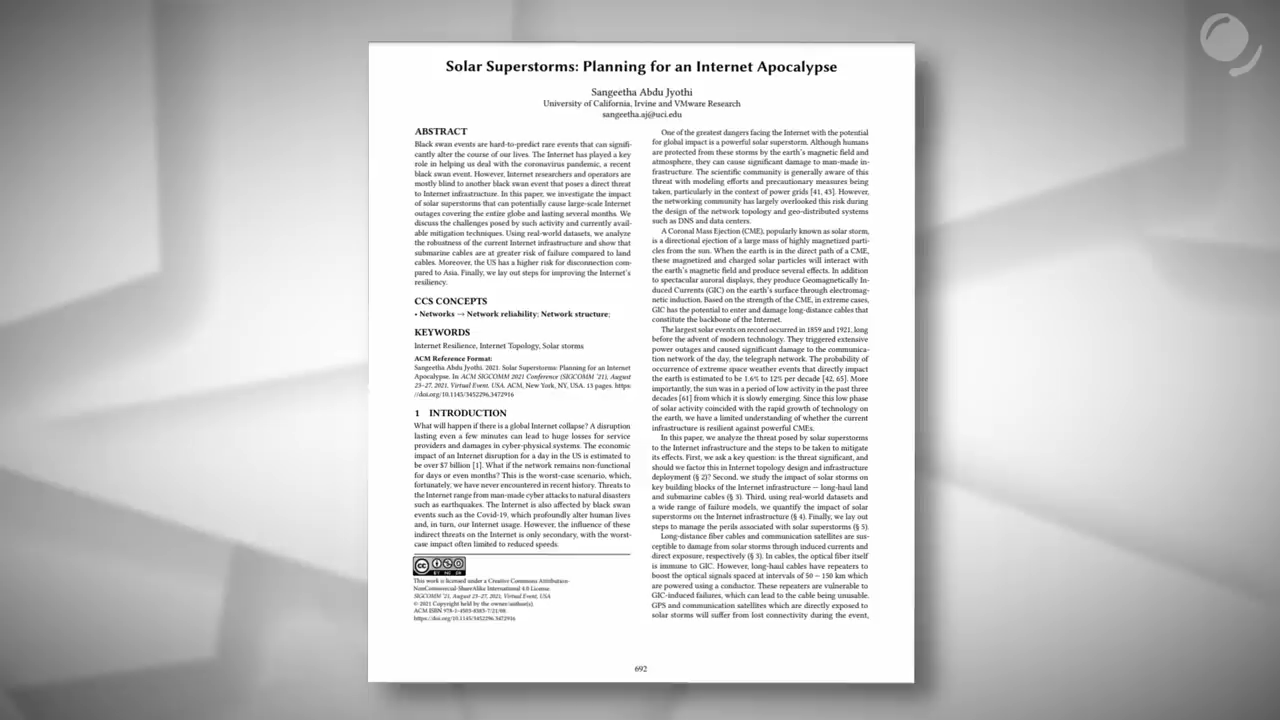 Solar Superstorms: Planning for an Internet Apocalypse
Sangeetha Abdu Jyothi
University of California, Irvine and VMware Research
sangeetha.aj@uci.edu
ABSTRACT
Black swan events are hard-to-predict rare events that can signifi-
cantly alter the course of our lives. The Internet has played a key
role in helping us deal with the coronavirus pandemic, a recent
black swan event. However, Internet researchers and operators are
mostly blind to another black swan event that poses a direct threat
to Internet infrastructure. In this paper, we investigate the impact
of solar superstorms that can potentially cause large-scale Internet
outages covering the entire globe and lasting several months. We
discuss the challenges posed by such activity and currently avail-
able mitigation techniques. Using real-world datasets, we analyze
the robustness of the current Internet infrastructure and show that
submarine cables are at greater risk of failure compared to land
cables. Moreover, the US has a higher risk for disconnection com-
pared to Asia. Finally, we lay out steps for improving the Internet's
resiliency.
CCS CONCEPTS
• Networks → Network reliability; Network structure;
KEYWORDS
Internet Resilience, Internet Topology, Solar storms
ACM Reference Format:
Sangeetha Abdu Jyothi. 2021. Solar Superstorms: Planning for an Internet
Apocalypse. In ACM SIGCOMM 2021 Conference (SIGCOMM '21), August
23–27, 2021, Virtual Event, USA. ACM, New York, NY, USA, 13 pages. https:
//doi.org/10.1145/3452296.3472916
1 INTRODUCTION
What will happen if there is a global Internet collapse? A disruption
lasting even a few minutes can lead to huge losses for service
providers and damages in cyber-physical systems. The economic
impact of an Internet disruption for a day in the US is estimated to
be over $7 billion [1]. What if the network remains non-functional
for days or even months? This is the worst-case scenario, which,
fortunately, we have never encountered in recent history. Threats to
the Internet range from man-made cyber attacks to natural disasters
such as earthquakes. The Internet is also affected by black swan
events such as the Covid-19, which profoundly alter human lives
and, in turn, our Internet usage. However, the influence of these
indirect threats on the Internet is only secondary, with the worst-
case impact often limited to reduced speeds.
This work is licensed under a Creative Commons Attribution-
NonCommercial-ShareAlike International 4.0 License.
SIGCOMM '21, August 23–27, 2021, Virtual Event, USA
© 2021 Copyright held by the owner/author(s).
ACM ISBN 978-1-4503-8383-7/21/08.
https://doi.org/10.1145/3452296.3472916
One of the greatest dangers facing the Internet with the potential
for global impact is a powerful solar superstorm. Although humans
are protected from these storms by the earth's magnetic field and
atmosphere, they can cause significant damage to man-made in-
frastructure. The scientific community is generally aware of this
threat with modeling efforts and precautionary measures being
taken, particularly in the context of power grids [41, 43]. However,
the networking community has largely overlooked this risk during
the design of the network topology and geo-distributed systems
such as DNS and data centers.
A Coronal Mass Ejection (CME), popularly known as solar storm,
is a directional ejection of a large mass of highly magnetized parti-
cles from the sun. When the earth is in the direct path of a CME,
these magnetized and charged solar particles will interact with
the earth's magnetic field and produce several effects. In addition
to spectacular auroral displays, they produce Geomagnetically In-
duced Currents (GIC) on the earth's surface through electromag-
netic induction. Based on the strength of the CME, in extreme cases,
GIC has the potential to enter and damage long-distance cables that
constitute the backbone of the Internet.
The largest solar events on record occurred in 1859 and 1921, long
before the advent of modern technology. They triggered extensive
power outages and caused significant damage to the communica-
tion network of the day, the telegraph network. The probability of
occurrence of extreme space weather events that directly impact
the earth is estimated to be 1.6% to 12% per decade [42, 65]. More
importantly, the sun was in a period of low activity in the past three
decades [61] from which it is slowly emerging. Since this low phase
of solar activity coincided with the rapid growth of technology on
the earth, we have a limited understanding of whether the current
infrastructure is resilient against powerful CMEs.
In this paper, we analyze the threat posed by solar superstorms
to the Internet infrastructure and the steps to be taken to mitigate
its effects. First, we ask a key question: is the threat significant, and
should we factor this in Internet topology design and infrastructure
deployment (§ 2)? Second, we study the impact of solar storms on
key building blocks of the Internet infrastructure — long-haul land
and submarine cables (§ 3). Third, using real-world datasets and
a wide range of failure models, we quantify the impact of solar
superstorms on the Internet infrastructure (§ 4). Finally, we lay out
steps to manage the perils associated with solar superstorms (§ 5).
Long-distance fiber cables and communication satellites are sus-
ceptible to damage from solar storms through induced currents and
direct exposure, respectively (§ 3). In cables, the optical fiber itself
is immune to GIC. However, long-haul cables have repeaters to
boost the optical signals spaced at intervals of 50 – 150 km which
are powered using a conductor. These repeaters are vulnerable to
GIC-induced failures, which can lead to the cable being unusable.
GPS and communication satellites which are directly exposed to
solar storms will suffer from lost connectivity during the event,
692